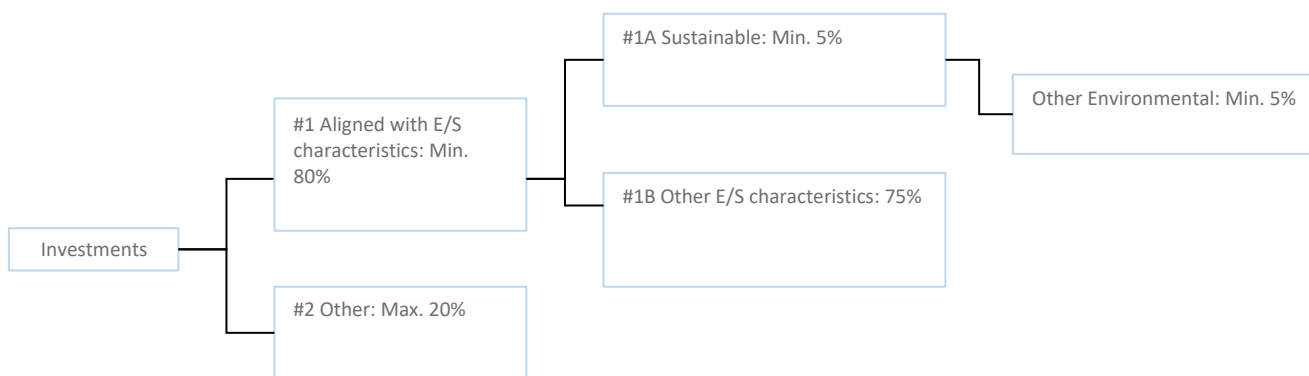 #1A Sustainable: Min. 5%
Other Environmental: Min. 5%
#1 Aligned with E/S
characteristics: Min.
80%
#1B Other E/S characteristics: 75%
Investments
#2 Other: Max. 20%